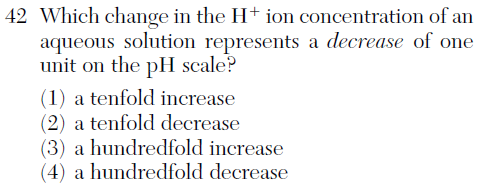 42 Which change in the H+ ion concentration of an
aqueous solution represents a decrease of one
unit on the pH scale?
(1) a tenfold increase
(2) a tenfold decrease
(3) a hundredfold increase
(4) a hundredfold decrease